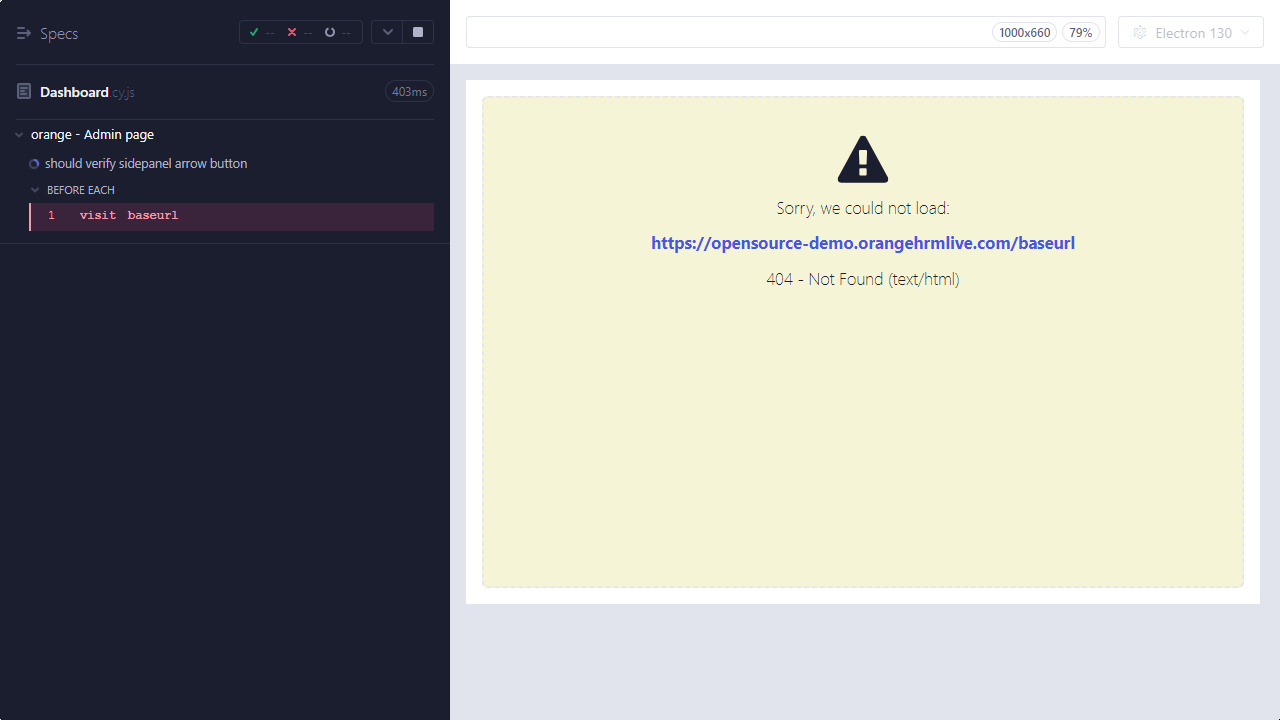 Specs
-- -- --
Dashboard.cy.js
403ms
orange - Admin page
should verify sidepanel arrow button
BEFORE EACH
1 visit baseurl
1000x660
79%
Electron 130
Sorry, we could not load:
https://opensource-demo.orangehrmlive.com/baseurl
404 - Not Found (text/html)